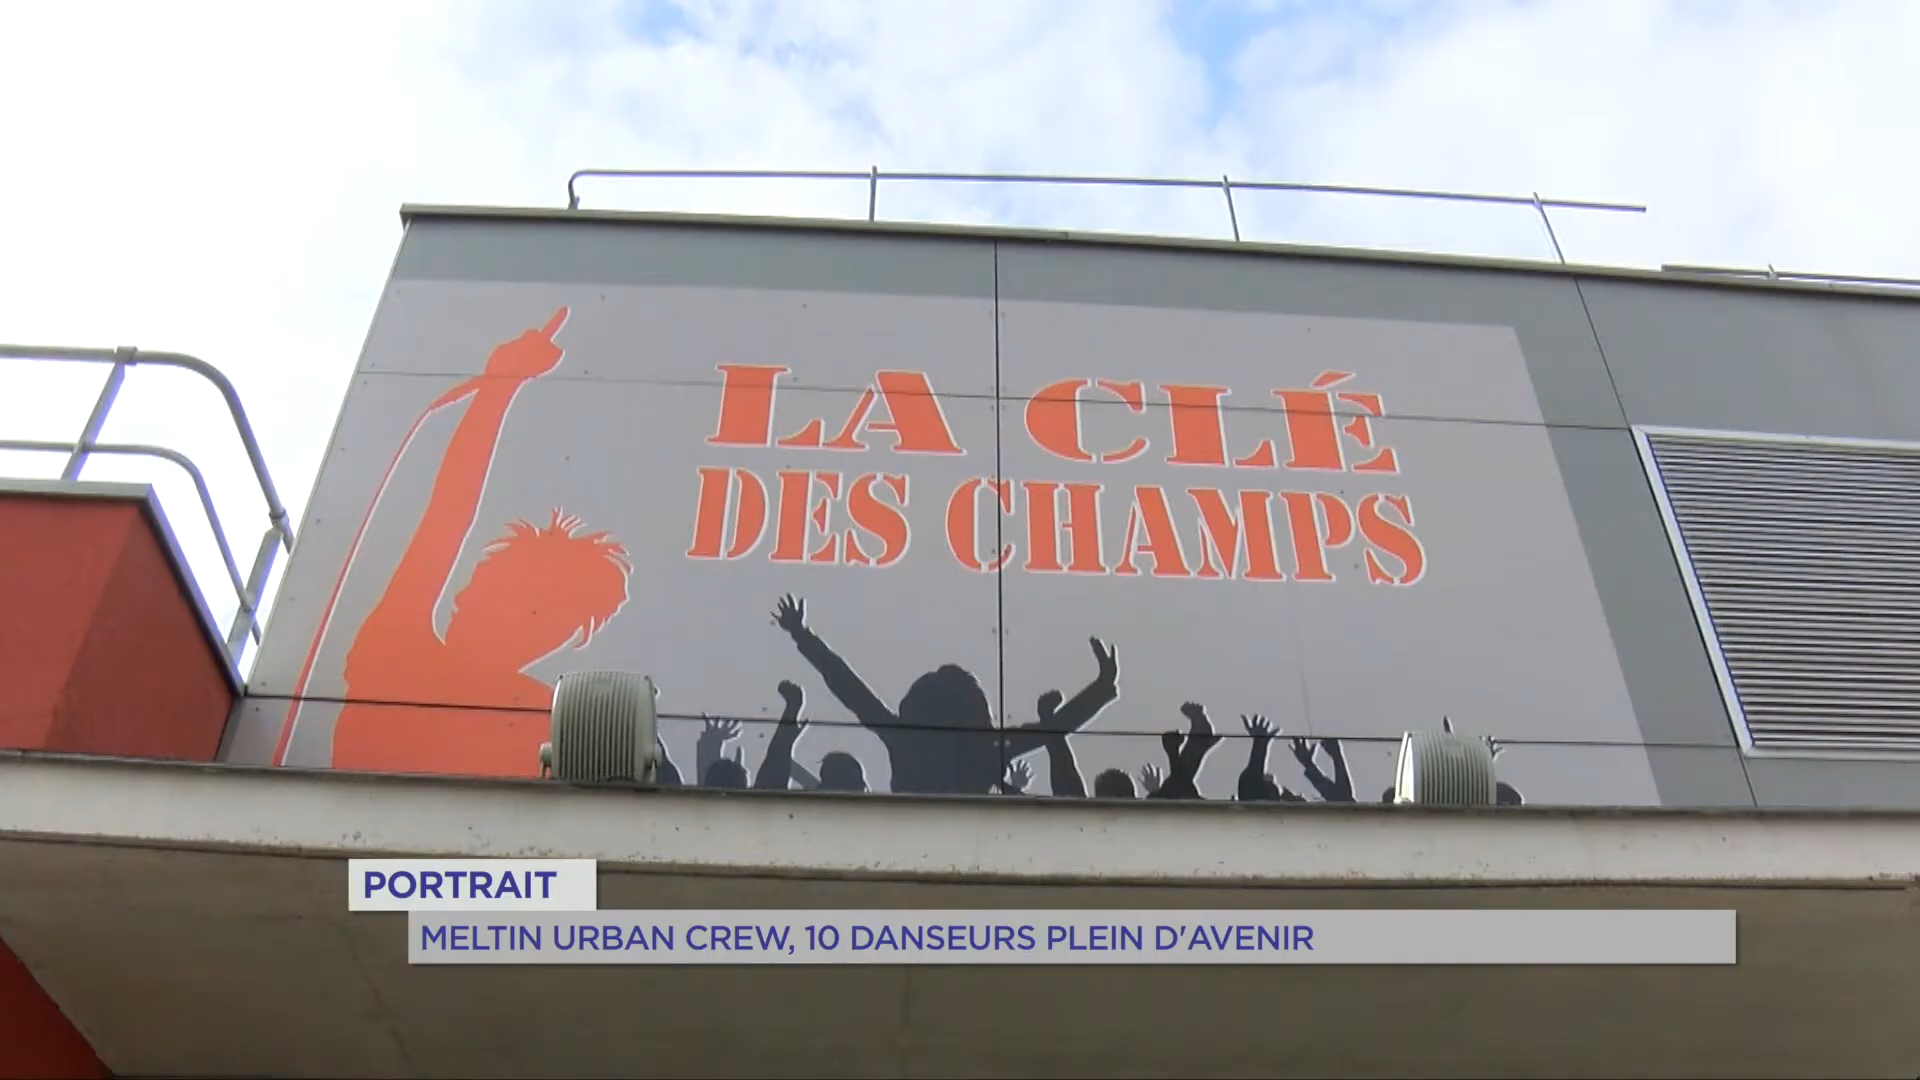 LA CLÉ
DES CHAMPS
PORTRAIT
MELTIN URBAN CREW, 10 DANSEURS PLEIN D'AVENIR